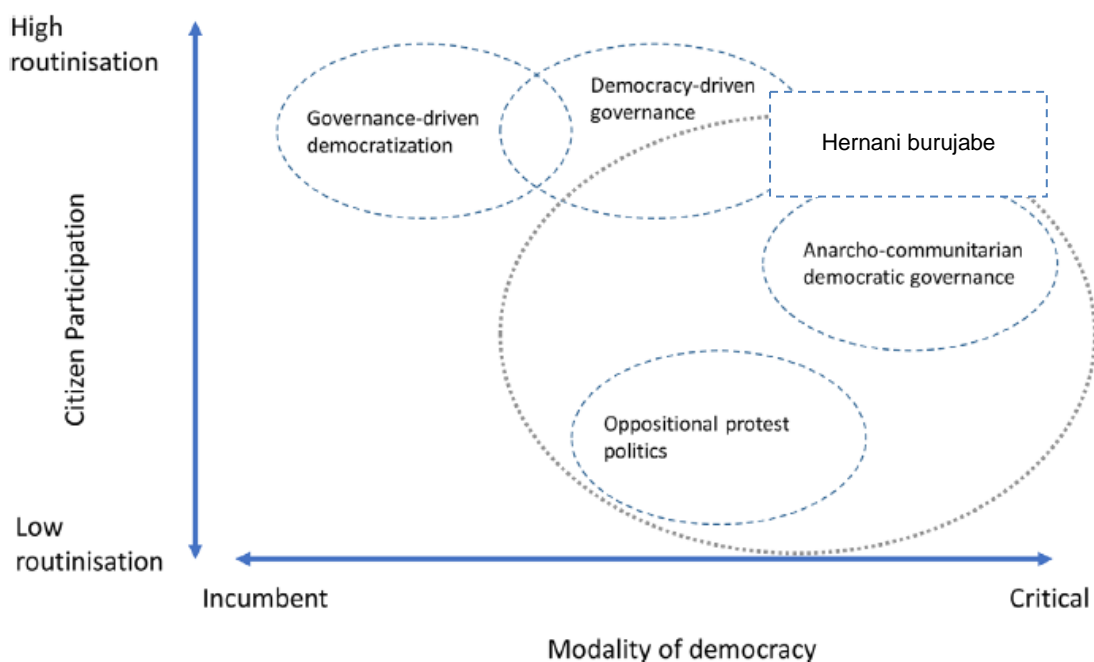 High
routinisation
Democracy-driven
governance
Governance-driven
democratization
Hernani burujabe
Anarcho-communitarian
democratic governance
Citizen Participation
Oppositional protest
politics
Low
routinisation
Incumbent
Critical
Modality of democracy